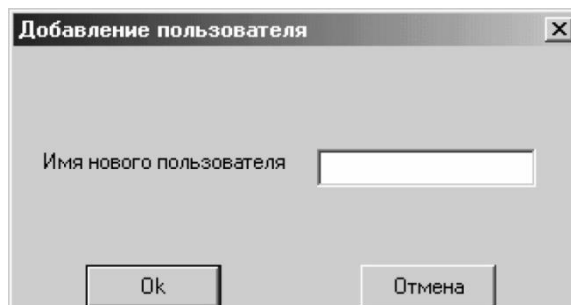 Добавление пользователя
Имя нового пользователя
Ok
Отмена